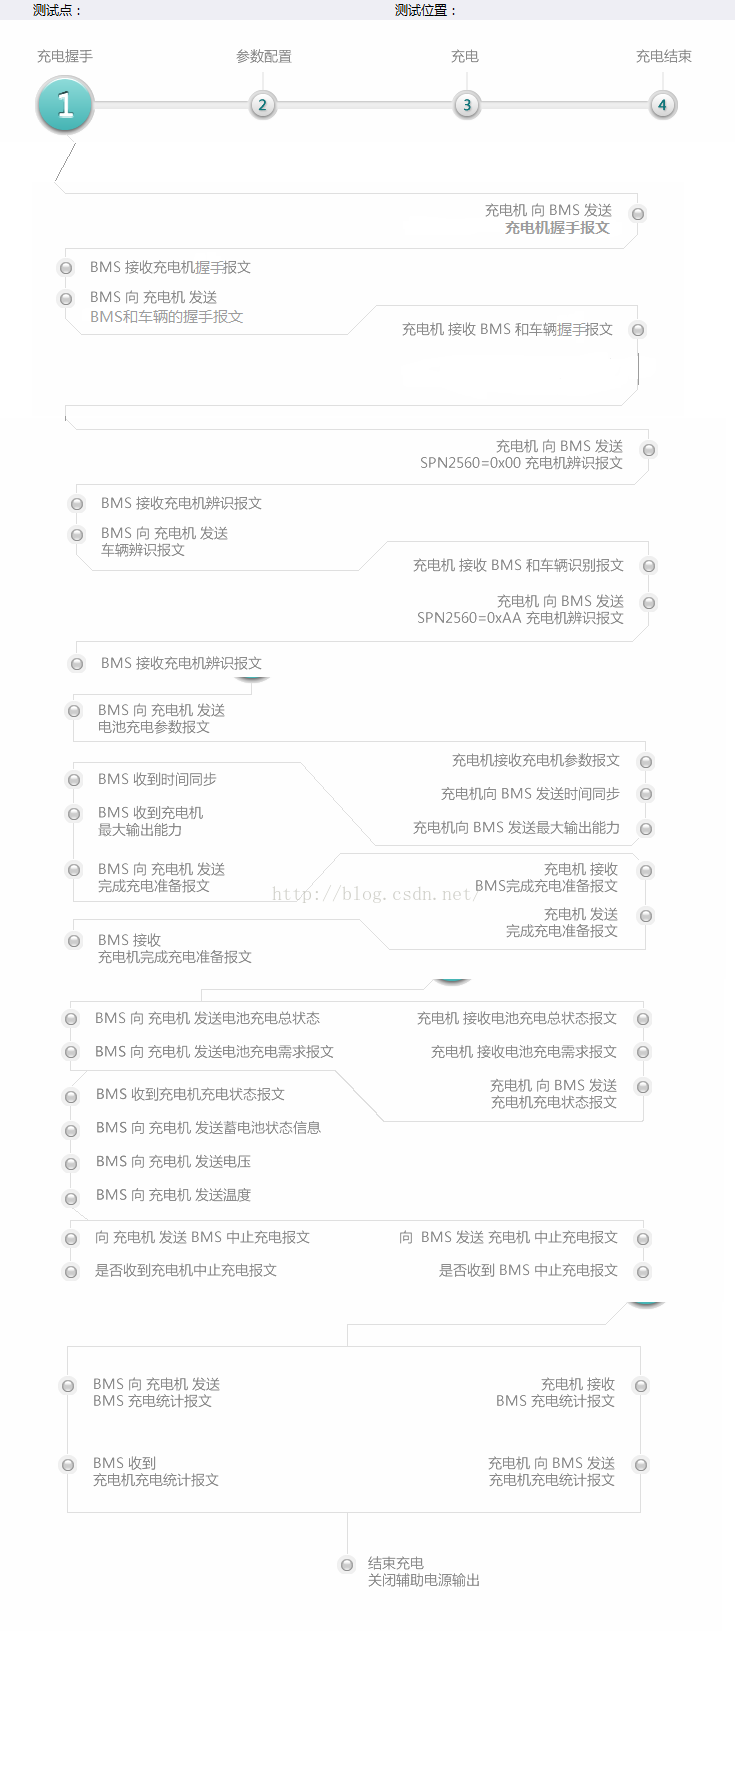 测试点：
测试位置：
充电握手
参数配置
充电
充电结束
1
2
3
4
充电机 向 BMS 发送
充电机握手报文
BMS 接收充电机握手报文
BMS 向 充电机 发送
BMS和车辆的握手报文
充电机 接收 BMS 和车辆握手报文
充电机 向 BMS 发送
SPN2560=0x00 充电机辨识报文
BMS 接收充电机辨识报文
BMS 向 充电机 发送
车辆辨识报文
充电机 接收 BMS 和车辆识别报文
充电机 向 BMS 发送
SPN2560=0xAA 充电机辨识报文
BMS 接收充电机辨识报文
BMS 向 充电机 发送
电池充电参数报文
充电机接收充电机参数报文
BMS 收到时间同步
充电机向 BMS 发送时间同步
BMS 收到充电机
最大输出能力
充电机向 BMS 发送最大输出能力
BMS 向 充电机 发送
完成充电准备报文
充电机 接收
BMS完成充电准备报文
http://blog.csdn.net/
充电机 发送
完成充电准备报文
BMS 接收
充电机完成充电准备报文
BMS 向 充电机 发送电池充电总状态
充电机 接收电池充电总状态报文
BMS 向 充电机 发送电池充电需求报文
充电机 接收电池充电需求报文
充电机 向 BMS 发送
充电机充电状态报文
BMS 收到充电机充电状态报文
BMS 向 充电机 发送蓄电池状态信息
BMS 向 充电机 发送电压
BMS 向 充电机 发送温度
向 充电机 发送 BMS 中止充电报文
向 BMS 发送 充电机 中止充电报文
是否收到充电机中止充电报文
是否收到 BMS 中止充电报文
BMS 向 充电机 发送
BMS 充电统计报文
充电机 接收
BMS 充电统计报文
BMS 收到
充电机充电统计报文
充电机 向 BMS 发送
充电机充电统计报文
结束充电
关闭辅助电源输出